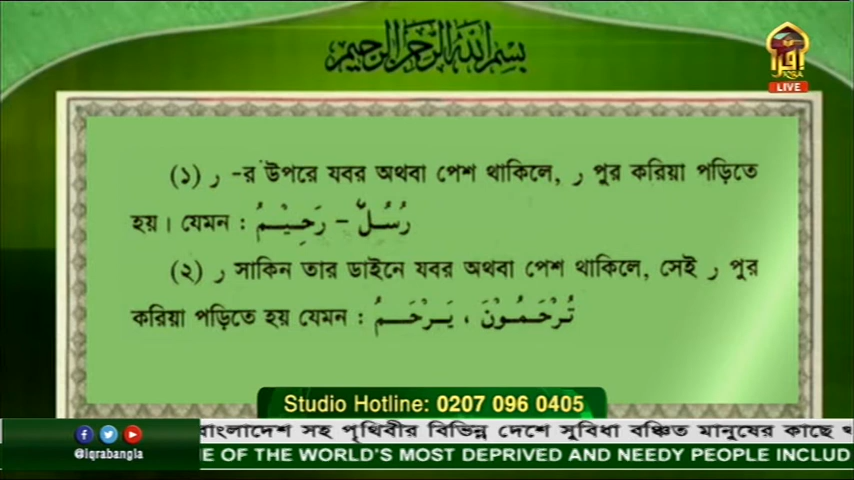 بسم الله الرحمن الرحيم
اقرأ
IQRA
LIVE
(১) ر -র উপরে যবর অথবা পেশ থাকিলে, ر পুর করিয়া পড়িতে
হয়। যেমন : رَحِيْمُ – رُسُلٌ
(২) ر সাকিন তার ডাইনে যবর অথবা পেশ থাকিলে, সেই ر পুর
করিয়া পড়িতে হয় যেমন : تُرْحَمُوْنَ ، يَرْحَمُ
Studio Hotline: 0207 096 0405
বাংলাদেশ সহ পৃথিবীর বিভিন্ন দেশে সুবিধা বঞ্চিত মানুষের কাছে
@iqrabangla
E OF THE WORLD'S MOST DEPRIVED AND NEEDY PEOPLE INCLUD